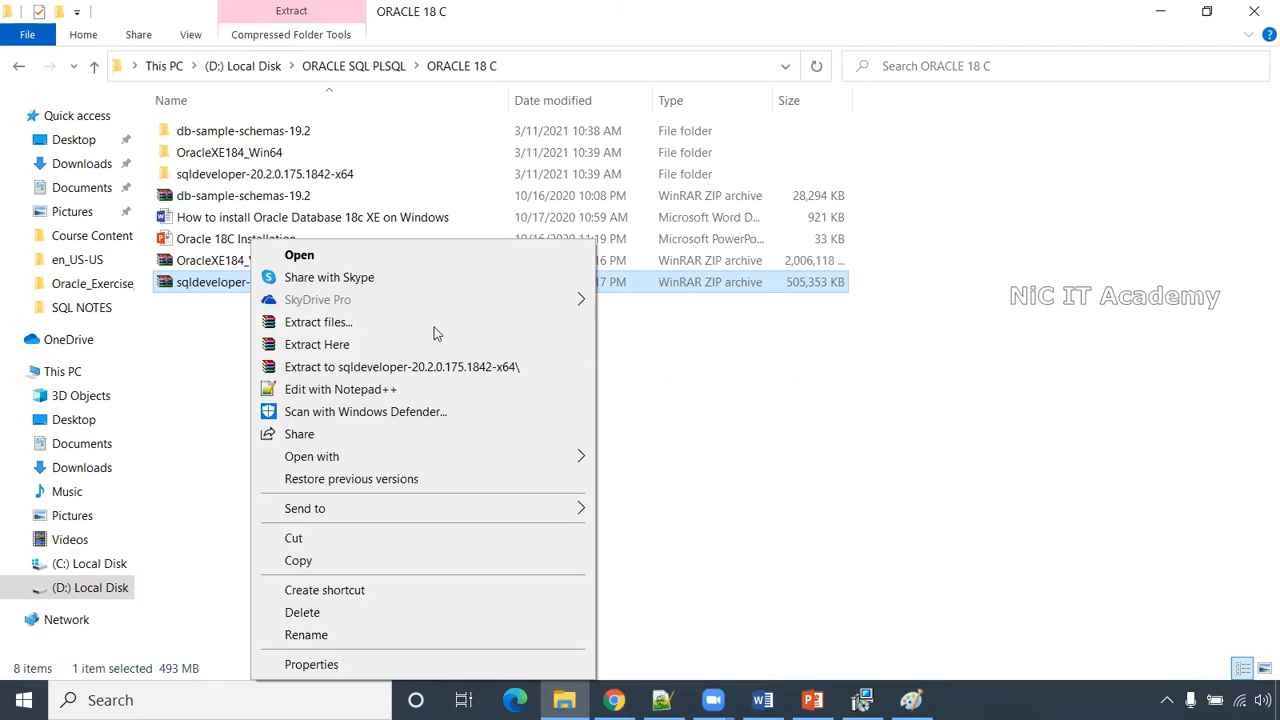 Extract
ORACLE 18 C
File
Home
Share
View
Compressed Folder Tools
This PC
(D:) Local Disk
ORACLE SQL PLSQL
ORACLE 18 C
Search ORACLE 18 C
Name
Date modified
Type
Size
Quick access
Desktop
Downloads
Documents
Pictures
Course Content
en_US-US
Oracle_Exercise
SQL NOTES
OneDrive
This PC
3D Objects
Desktop
Documents
Downloads
Music
Pictures
Videos
(C:) Local Disk
(D:) Local Disk
Network
db-sample-schemas-19.2 3/11/2021 10:38 AM File folder
OracleXE184_Win64 3/11/2021 10:39 AM File folder
sqldeveloper-20.2.0.175.1842-x64 3/11/2021 10:39 AM File folder
db-sample-schemas-19.2 10/16/2020 10:08 PM WinRAR ZIP archive 28,294 KB
How to install Oracle Database 18c XE on Windows 10/17/2020 10:59 AM Microsoft Word D... 921 KB
Oracle 18C Installation 10/16/2020 11:19 PM Microsoft PowerPo... 33 KB
OracleXE184_ 16 PM WinRAR ZIP archive 2,006,118 ...
sqldeveloper- 17 PM WinRAR ZIP archive 505,353 KB
Open
Share with Skype
SkyDrive Pro
Extract files...
Extract Here
Extract to sqldeveloper-20.2.0.175.1842-x64\
Edit with Notepad++
Scan with Windows Defender...
Share
Open with
Restore previous versions
Send to
Cut
Copy
Create shortcut
Delete
Rename
Properties
NiC IT Academy
8 items 1 item selected 493 MB
Search